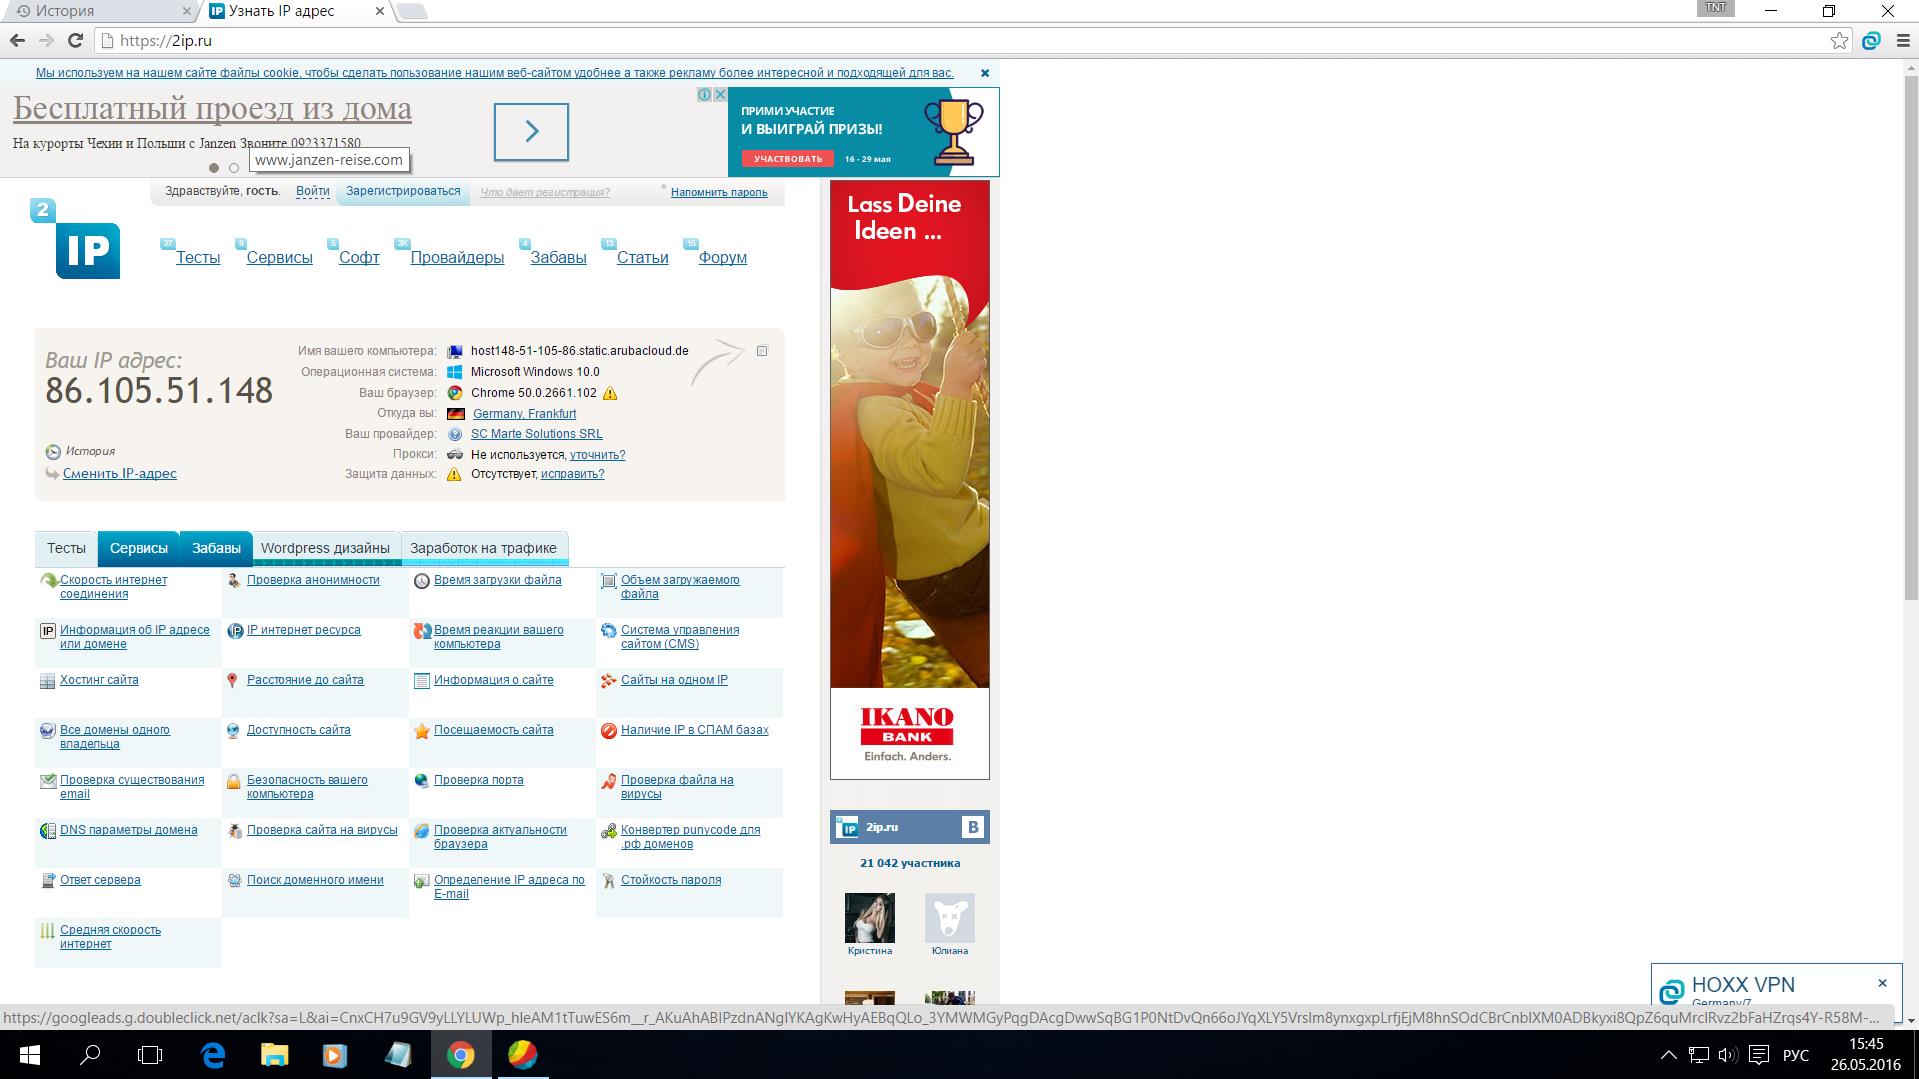 История
Узнать IP адрес
TNT
https://2ip.ru
Мы используем на нашем сайте файлы cookie, чтобы сделать пользование нашим веб-сайтом удобнее а также рекламу более интересной и подходящей для вас.
Бесплатный проезд из дома
На курорты Чехии и Польши с Janzen Звоните 0923371580
www.janzen-reise.com
ПРИМИ УЧАСТИЕ
И ВЫИГРАЙ ПРИЗЫ!
УЧАСТВОВАТЬ 16 - 29 мая
Здравствуйте, гость. Войти Зарегистрироваться Что дает регистрация? * Напомнить пароль
2
IP
27 Тесты 9 Сервисы 5 Софт 3K Провайдеры 4 Забавы 13 Статьи 15 Форум
Ваш IP адрес:
86.105.51.148
История
Сменить IP-адрес
Имя вашего компьютера: host148-51-105-86.static.arubacloud.de
Операционная система: Microsoft Windows 10.0
Ваш браузер: Chrome 50.0.2661.102
Откуда вы: Germany, Frankfurt
Ваш провайдер: SC Marte Solutions SRL
Прокси: Не используется, уточнить?
Защита данных: Отсутствует, исправить?
Тесты Сервисы Забавы Wordpress дизайны Заработок на трафике
Скорость интернет
соединения
Проверка анонимности
Время загрузки файла
Объем загружаемого
файла
Информация об IP адресе
или домене
IP интернет ресурса
Время реакции вашего
компьютера
Система управления
сайтом (CMS)
Хостинг сайта
Расстояние до сайта
Информация о сайте
Сайты на одном IP
Все домены одного
владельца
Доступность сайта
Посещаемость сайта
Наличие IP в СПАМ базах
Проверка существования
email
Безопасность вашего
компьютера
Проверка порта
Проверка файла на
вирусы
DNS параметры домена
Проверка сайта на вирусы
Проверка актуальности
браузера
Конвертер punycode для
.рф доменов
Ответ сервера
Поиск доменного имени
Определение IP адреса по
E-mail
Стойкость пароля
Средняя скорость
интернет
Lass Deine
Ideen ...
IKANO
BANK
Einfach. Anders.
2ip.ru
21 042 участника
Кристина Юлиана
HOXX VPN
Germany/7
РУС
15:45
26.05.2016